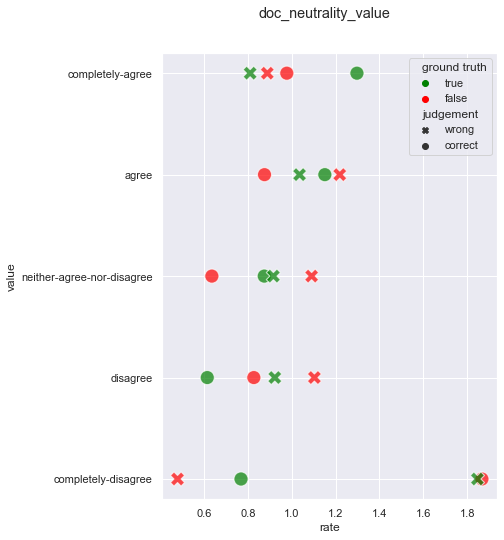 doc_neutrality_value
ground truth
true
false
judgement
wrong
correct
completely-agree
agree
neither-agree-nor-disagree
disagree
completely-disagree
value
0.6 0.8 1.0 1.2 1.4 1.6 1.8
rate